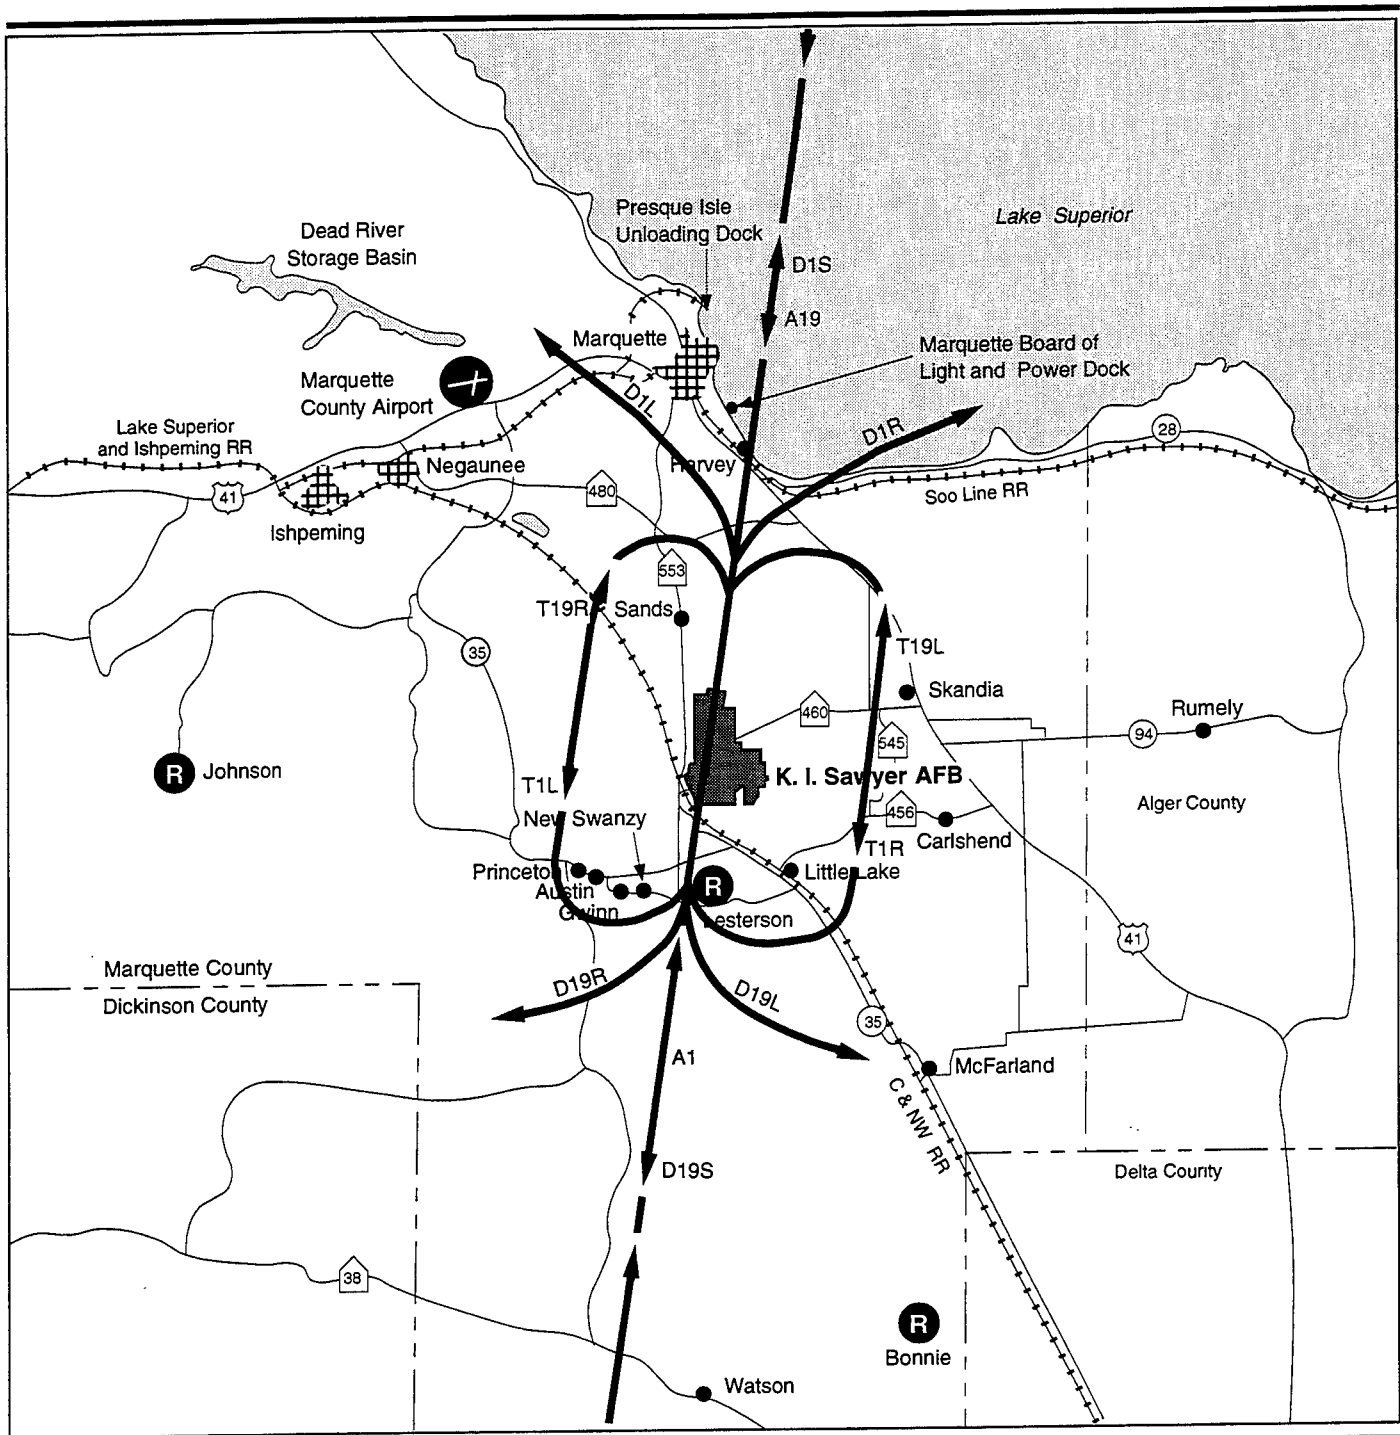 Lake Superior
Presque Isle
Unloading Dock
Dead River
Storage Basin
D1S
A19
Marquette
Marquette Board of
Light and Power Dock
Marquette
County Airport
D1L
D1R
28
Lake Superior
and Ishpeming RR
Harvey
Negaunee
41
480
Soo Line RR
Ishpeming
553
T19R
Sands
35
T19L
Skandia
460
Rumely
545
94
R Johnson
T1L
K. I. Sawyer AFB
Alger County
New Swanzy
456
Carlshend
T1R
Princeton
Little Lake
Austin
R
Gwinn
Lesterson
41
Marquette County
D19R
D19L
Dickinson County
35
A1
McFarland
C & NW RR
D19S
Delta County
38
R
Bonnie
Watson